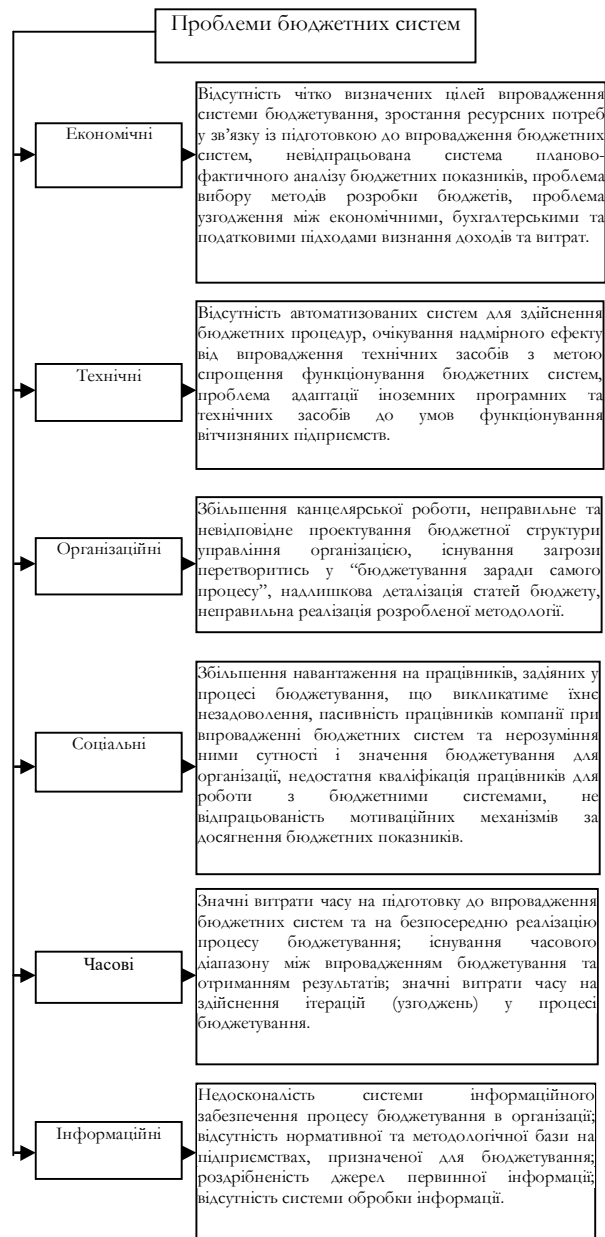 Проблеми бюджетних систем
Економічні
Відсутність чітко визначених цілей впровадження
системи бюджетування, зростання ресурсних потреб
у зв’язку із підготовкою до впровадження бюджетних
систем, невідпрацьована система планово-
фактичного аналізу бюджетних показників, проблема
вибору методів розробки бюджетів, проблема
узгодження між економічними, бухгалтерськими та
податковими підходами визнання доходів та витрат.
Технічні
Відсутність автоматизованих систем для здійснення
бюджетних процедур, очікування надмірного ефекту
від впровадження технічних засобів з метою
спрощення функціонування бюджетних систем,
проблема адаптації іноземних програмних та
технічних засобів до умов функціонування
вітчизняних підприємств.
Організаційні
Збільшення канцелярської роботи, неправильне та
невідповідне проектування бюджетної структури
управління організацією, існування загрози
перетворитись у “бюджетування заради самого
процесу”, надлишкова деталізація статей бюджету,
неправильна реалізація розробленої методології.
Соціальні
Збільшення навантаження на працівників, задіяних у
процесі бюджетування, що викликатиме їхнє
незадоволення, пасивність працівників компанії при
впровадженні бюджетних систем та нерозуміння
ними сутності і значення бюджетування для
організації, недостатня кваліфікація працівників для
роботи з бюджетними системами, не
відпрацьованість мотиваційних механізмів за
досягнення бюджетних показників.
Часові
Значні витрати часу на підготовку до впровадження
бюджетних систем та на безпосередню реалізацію
процесу бюджетування; існування часового
діапазону між впровадженням бюджетування та
отриманням результатів; значні витрати часу на
здійснення ітерацій (узгоджень) у процесі
бюджетування.
Інформаційні
Недосконалість системи інформаційного
забезпечення процесу бюджетування в організації;
відсутність нормативної та методологічної бази на
підприємствах, призначеної для бюджетування;
роздрібненість джерел первинної інформації;
відсутність системи обробки інформації.